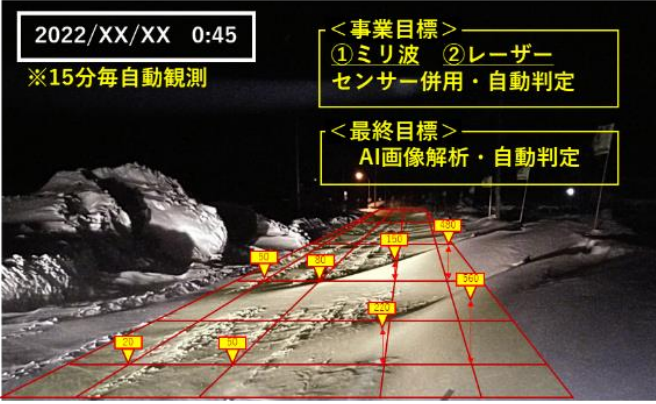 2022/XX/XX 0:45
※15分毎自動観測
＜事業目標＞
①ミリ波 ②レーザー
センサー併用・自動判定
＜最終目標＞
AI画像解析・自動判定
480
150
50
80
360
220
20
50